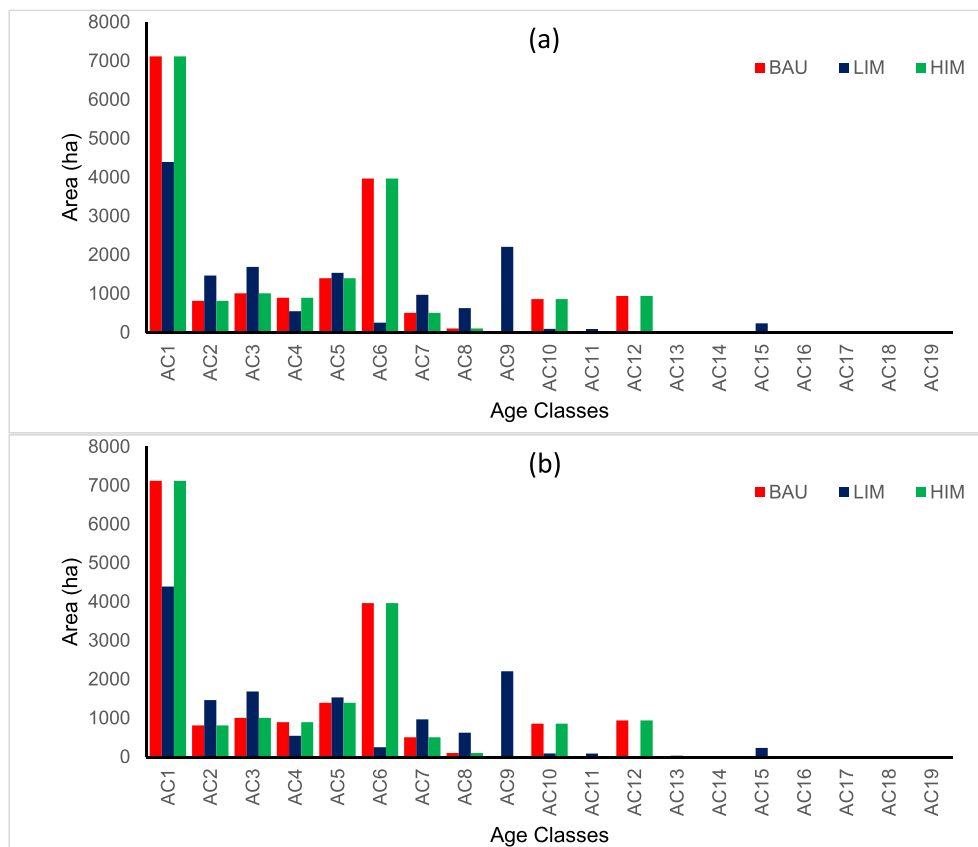 (a)
BAU LIM HIM
Area (ha)
8000
7000
6000
5000
4000
3000
2000
1000
0
AC1 AC2 AC3 AC4 AC5 AC6 AC7 AC8 AC9 AC10 AC11 AC12 AC13 AC14 AC15 AC16 AC17 AC18 AC19
Age Classes
(b)
BAU LIM HIM
Area (ha)
8000
7000
6000
5000
4000
3000
2000
1000
0
AC1 AC2 AC3 AC4 AC5 AC6 AC7 AC8 AC9 AC10 AC11 AC12 AC13 AC14 AC15 AC16 AC17 AC18 AC19
Age Classes